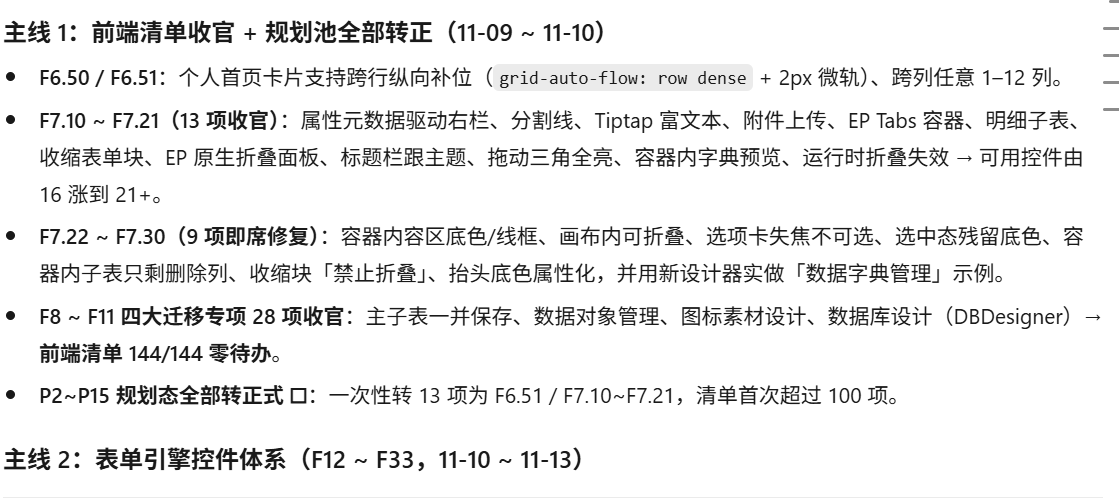 主线 1：前端清单收官 + 规划池全部转正（11-09 ~ 11-10）
• F6.50 / F6.51：个人首页卡片支持跨行纵向补位（grid-auto-flow: row dense + 2px 微轨）、跨列任意 1–12 列。
• F7.10 ~ F7.21（13 项收官）：属性元数据驱动右栏、分割线、Tiptap 富文本、附件上传、EP Tabs 容器、明细子表、
收缩表单块、EP 原生折叠面板、标题栏跟主题、拖动三角全亮、容器内字典预览、运行时折叠失效 → 可用控件由
16 涨到 21+。
• F7.22 ~ F7.30（9 项即席修复）：容器内容区底色/线框、画布内可折叠、选项卡失焦不可选、选中态残留底色、容
器内子表只剩删除列、收缩块「禁止折叠」、抬头底色属性化，并用新设计器实做「数据字典管理」示例。
• F8 ~ F11 四大迁移专项 28 项收官：主子表一并保存、数据对象管理、图标素材设计、数据库设计（DBDesigner）→
前端清单 144/144 零待办。
• P2~P15 规划态全部转正式 ☐：一次性转 13 项为 F6.51 / F7.10~F7.21，清单首次超过 100 项。
主线 2：表单引擎控件体系（F12 ~ F33，11-10 ~ 11-13）